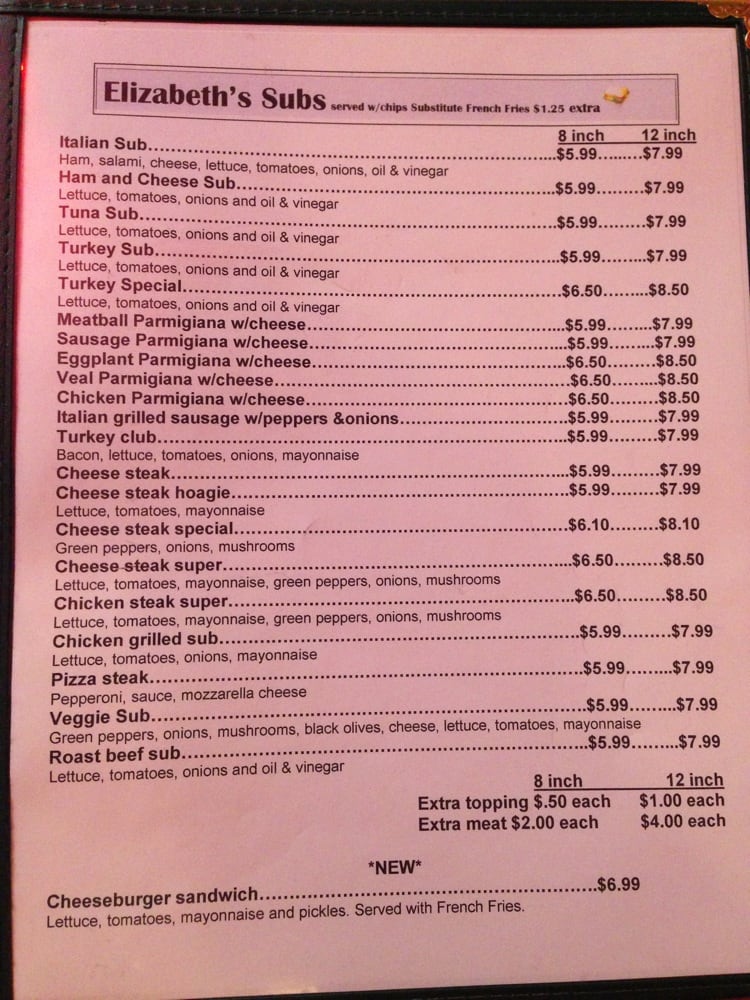 Elizabeth's Subs served w/chips Substitute French Fries $1.25 extra
8 inch 12 inch
Italian Sub..............................................................................$5.99.........$7.99
Ham, salami, cheese, lettuce, tomatoes, onions, oil & vinegar
Ham and Cheese Sub............................................................$5.99.........$7.99
Lettuce, tomatoes, onions and oil & vinegar
Tuna Sub...............................................................................$5.99.........$7.99
Lettuce, tomatoes, onions and oil & vinegar
Turkey Sub............................................................................$5.99.........$7.99
Lettuce, tomatoes, onions and oil & vinegar
Turkey Special.......................................................................$6.50.........$8.50
Lettuce, tomatoes, onions and oil & vinegar
Meatball Parmigiana w/cheese.................................................$5.99.........$7.99
Sausage Parmigiana w/cheese.................................................$5.99.........$7.99
Eggplant Parmigiana w/cheese................................................$6.50.........$8.50
Veal Parmigiana w/cheese.......................................................$6.50.........$8.50
Chicken Parmigiana w/cheese..................................................$6.50.........$8.50
Italian grilled sausage w/peppers &onions................................$5.99.........$7.99
Turkey club...........................................................................$5.99.........$7.99
Bacon, lettuce, tomatoes, onions, mayonnaise
Cheese steak.........................................................................$5.99.........$7.99
Cheese steak hoagie...............................................................$5.99.........$7.99
Lettuce, tomatoes, mayonnaise
Cheese steak special...............................................................$6.10.........$8.10
Green peppers, onions, mushrooms
Cheese steak super.................................................................$6.50.........$8.50
Lettuce, tomatoes, mayonnaise, green peppers, onions, mushrooms
Chicken steak super................................................................$6.50.........$8.50
Lettuce, tomatoes, mayonnaise, green peppers, onions, mushrooms
Chicken grilled sub.................................................................$5.99.........$7.99
Lettuce, tomatoes, onions, mayonnaise
Pizza steak............................................................................$5.99.........$7.99
Pepperoni, sauce, mozzarella cheese
Veggie Sub............................................................................$5.99.........$7.99
Green peppers, onions, mushrooms, black olives, cheese, lettuce, tomatoes, mayonnaise
Roast beef sub.......................................................................$5.99.........$7.99
Lettuce, tomatoes, onions and oil & vinegar
8 inch 12 inch
Extra topping $.50 each $1.00 each
Extra meat $2.00 each $4.00 each
*NEW*
Cheeseburger sandwich...........................................................$6.99
Lettuce, tomatoes, mayonnaise and pickles. Served with French Fries.